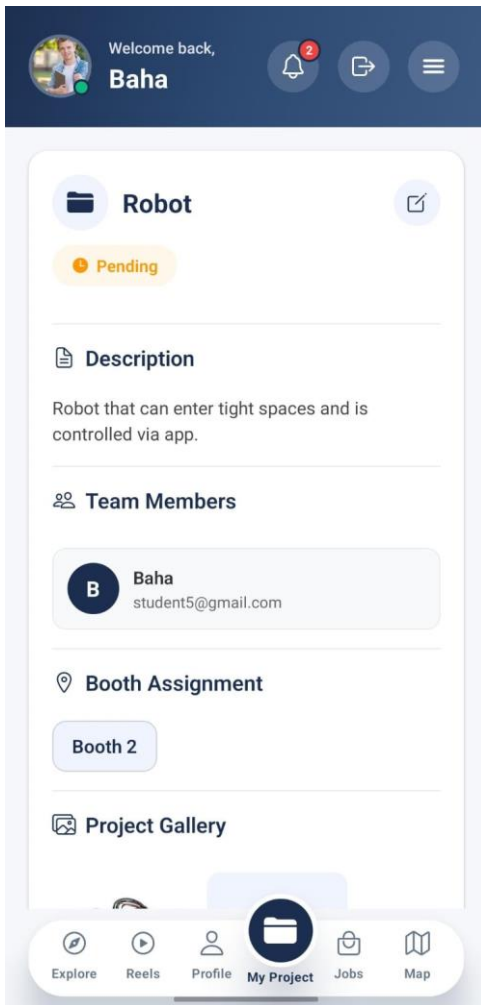 Welcome back,
Baha
2
Robot
Pending
Description
Robot that can enter tight spaces and is
controlled via app.
Team Members
B
Baha
student5@gmail.com
Booth Assignment
Booth 2
Project Gallery
Explore
Reels
Profile
My Project
Jobs
Map